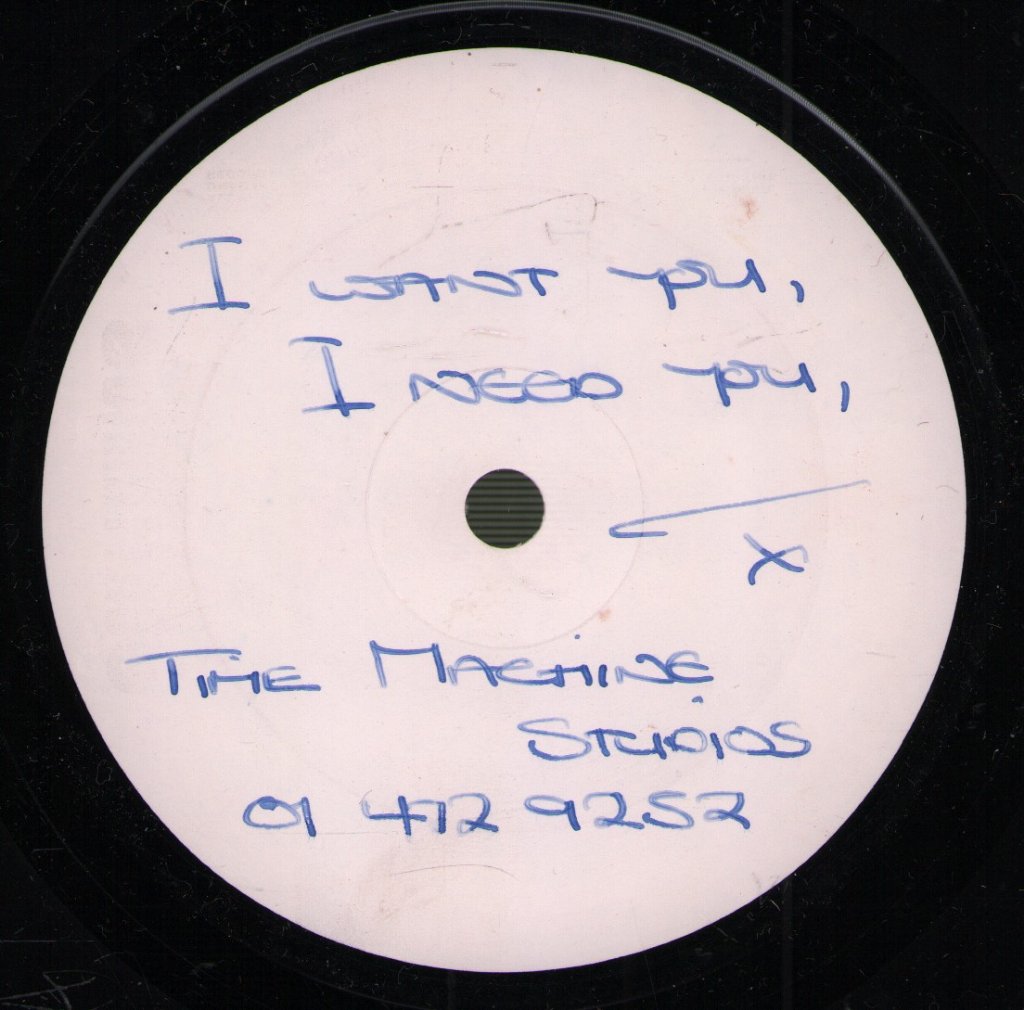 I WANT YOU,
I NEED YOU,
X
TIME MACHINE
STUDIOS
01 472 9252